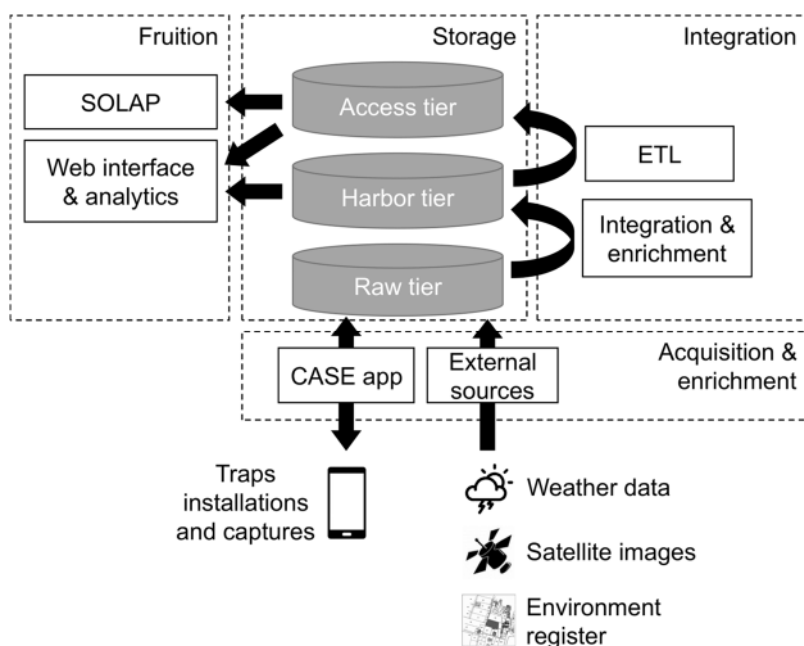 Fruition
Storage
Integration
SOLAP
Access tier
ETL
Web interface
& analytics
Harbor tier
Integration &
enrichment
Raw tier
CASE app
External
sources
Acquisition &
enrichment
Traps
installations
and captures
Weather data
Satellite images
Environment
register